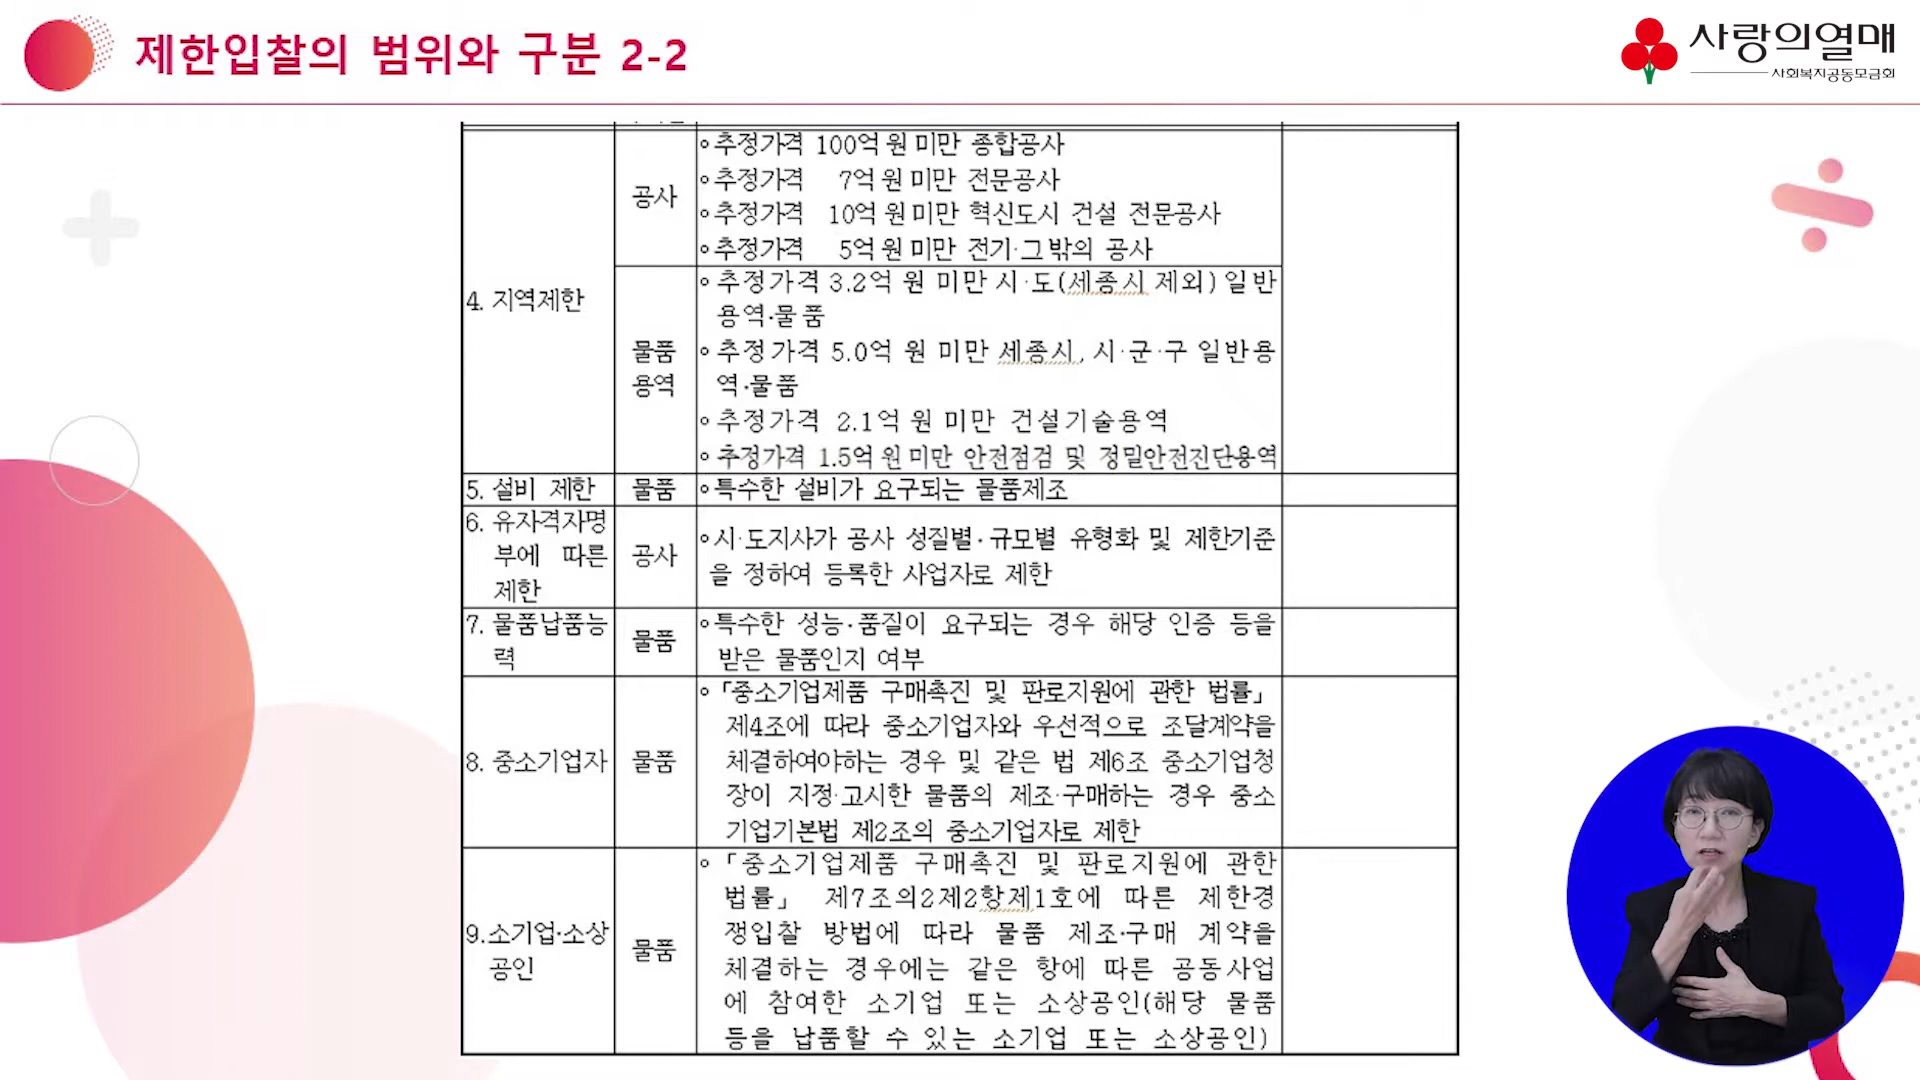 제한입찰의 범위와 구분 2-2
사랑의열매
사회복지공동모금회
4. 지역제한
공사
∘추정가격 100억원미만 종합공사
∘추정가격 7억원미만 전문공사
∘추정가격 10억원미만 혁신도시 건설 전문공사
∘추정가격 5억원미만 전기·그밖의 공사
물품
용역
∘추정가격 3.2억 원 미만 시·도(세종시 제외) 일반
용역·물품
∘추정가격 5.0억 원 미만 세종시, 시·군·구 일반용
역·물품
∘추정가격 2.1억 원 미만 건설기술용역
∘추정가격 1.5억원미만 안전점검 및 정밀안전진단용역
5. 설비 제한
물품
∘특수한 설비가 요구되는 물품제조
6. 유자격자명
부에 따른
제한
공사
∘시·도지사가 공사 성질별·규모별 유형화 및 제한기준
을 정하여 등록한 사업자로 제한
7. 물품납품능
력
물품
∘특수한 성능·품질이 요구되는 경우 해당 인증 등을
받은 물품인지 여부
8. 중소기업자
물품
∘「중소기업제품 구매촉진 및 판로지원에 관한 법률」
제4조에 따라 중소기업자와 우선적으로 조달계약을
체결하여야하는 경우 및 같은 법 제6조 중소기업청
장이 지정·고시한 물품의 제조·구매하는 경우 중소
기업기본법 제2조의 중소기업자로 제한
9.소기업·소상
공인
물품
∘「중소기업제품 구매촉진 및 판로지원에 관한
법률」 제7조의2제2항제1호에 따른 제한경
쟁입찰 방법에 따라 물품 제조·구매 계약을
체결하는 경우에는 같은 항에 따른 공동사업
에 참여한 소기업 또는 소상공인(해당 물품
등을 납품할 수 있는 소기업 또는 소상공인)